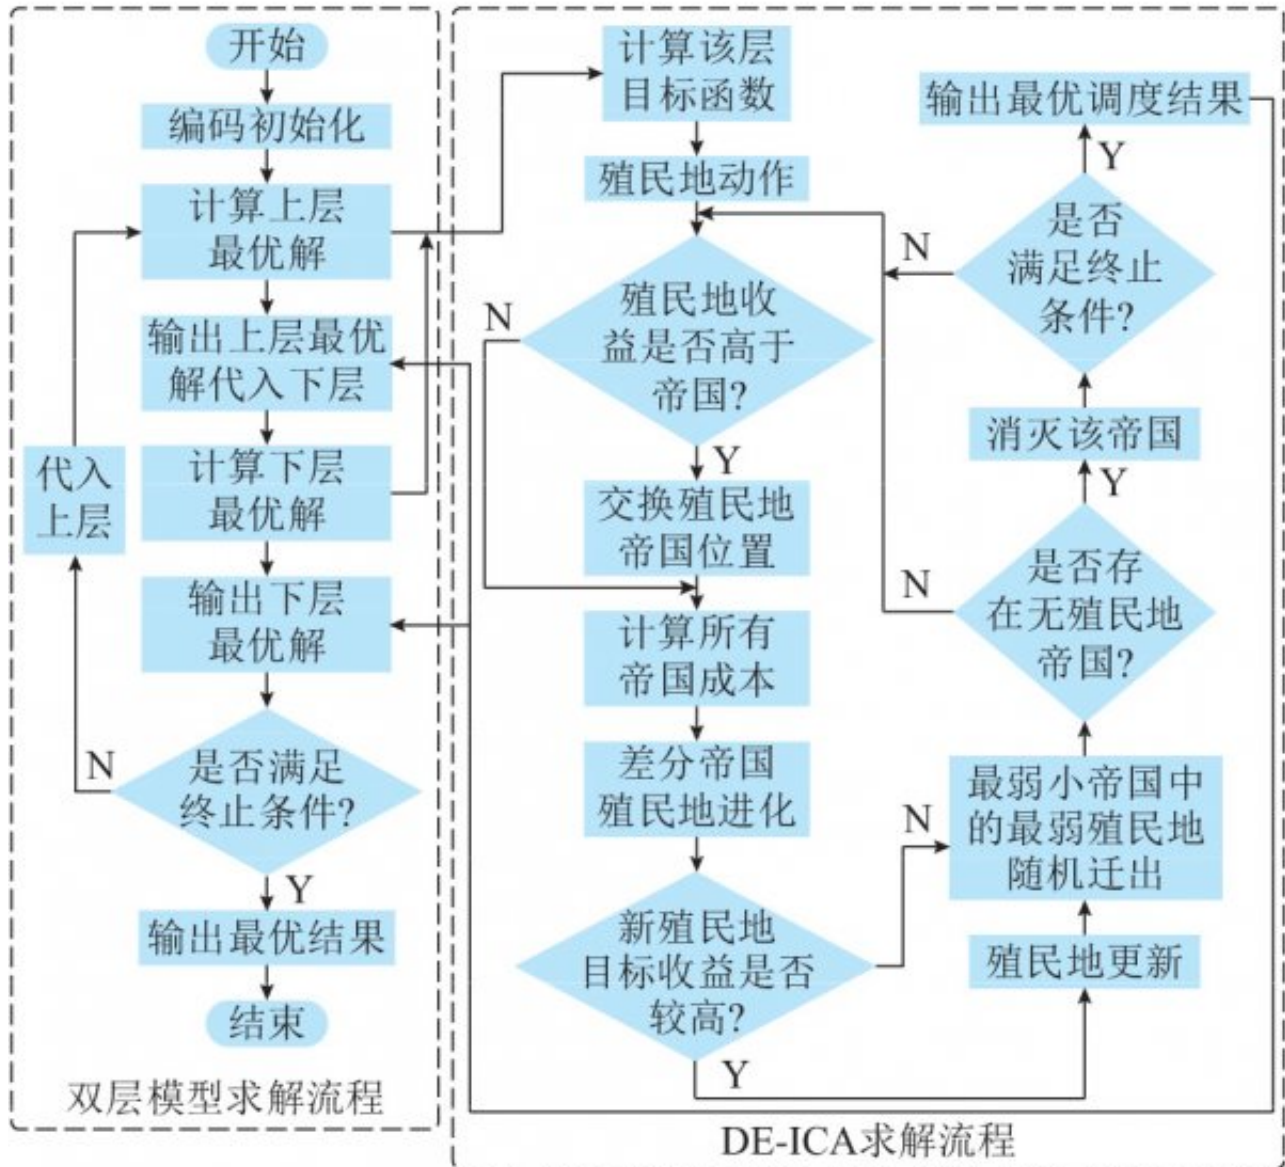 开始
编码初始化
计算上层
最优解
输出上层最优
解代入下层
计算下层
最优解
代入
上层
输出下层
最优解
N
是否满足
终止条件?
Y
输出最优结果
结束
双层模型求解流程
计算该层
目标函数
殖民地动作
N
殖民地收
益是否高于
帝国?
Y
交换殖民地
帝国位置
计算所有
帝国成本
差分帝国
殖民地进化
新殖民地
目标收益是否
较高?
N
Y
输出最优调度结果
Y
是否
满足终止
条件?
N
消灭该帝国
Y
是否存
在无殖民地
帝国?
N
最弱小帝国中
的最弱殖民地
随机迁出
殖民地更新
DE-ICA求解流程